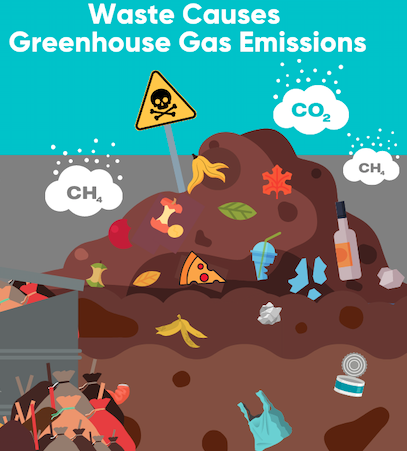 Waste Causes
Greenhouse Gas Emissions
CO₂
CH₄
CH₄